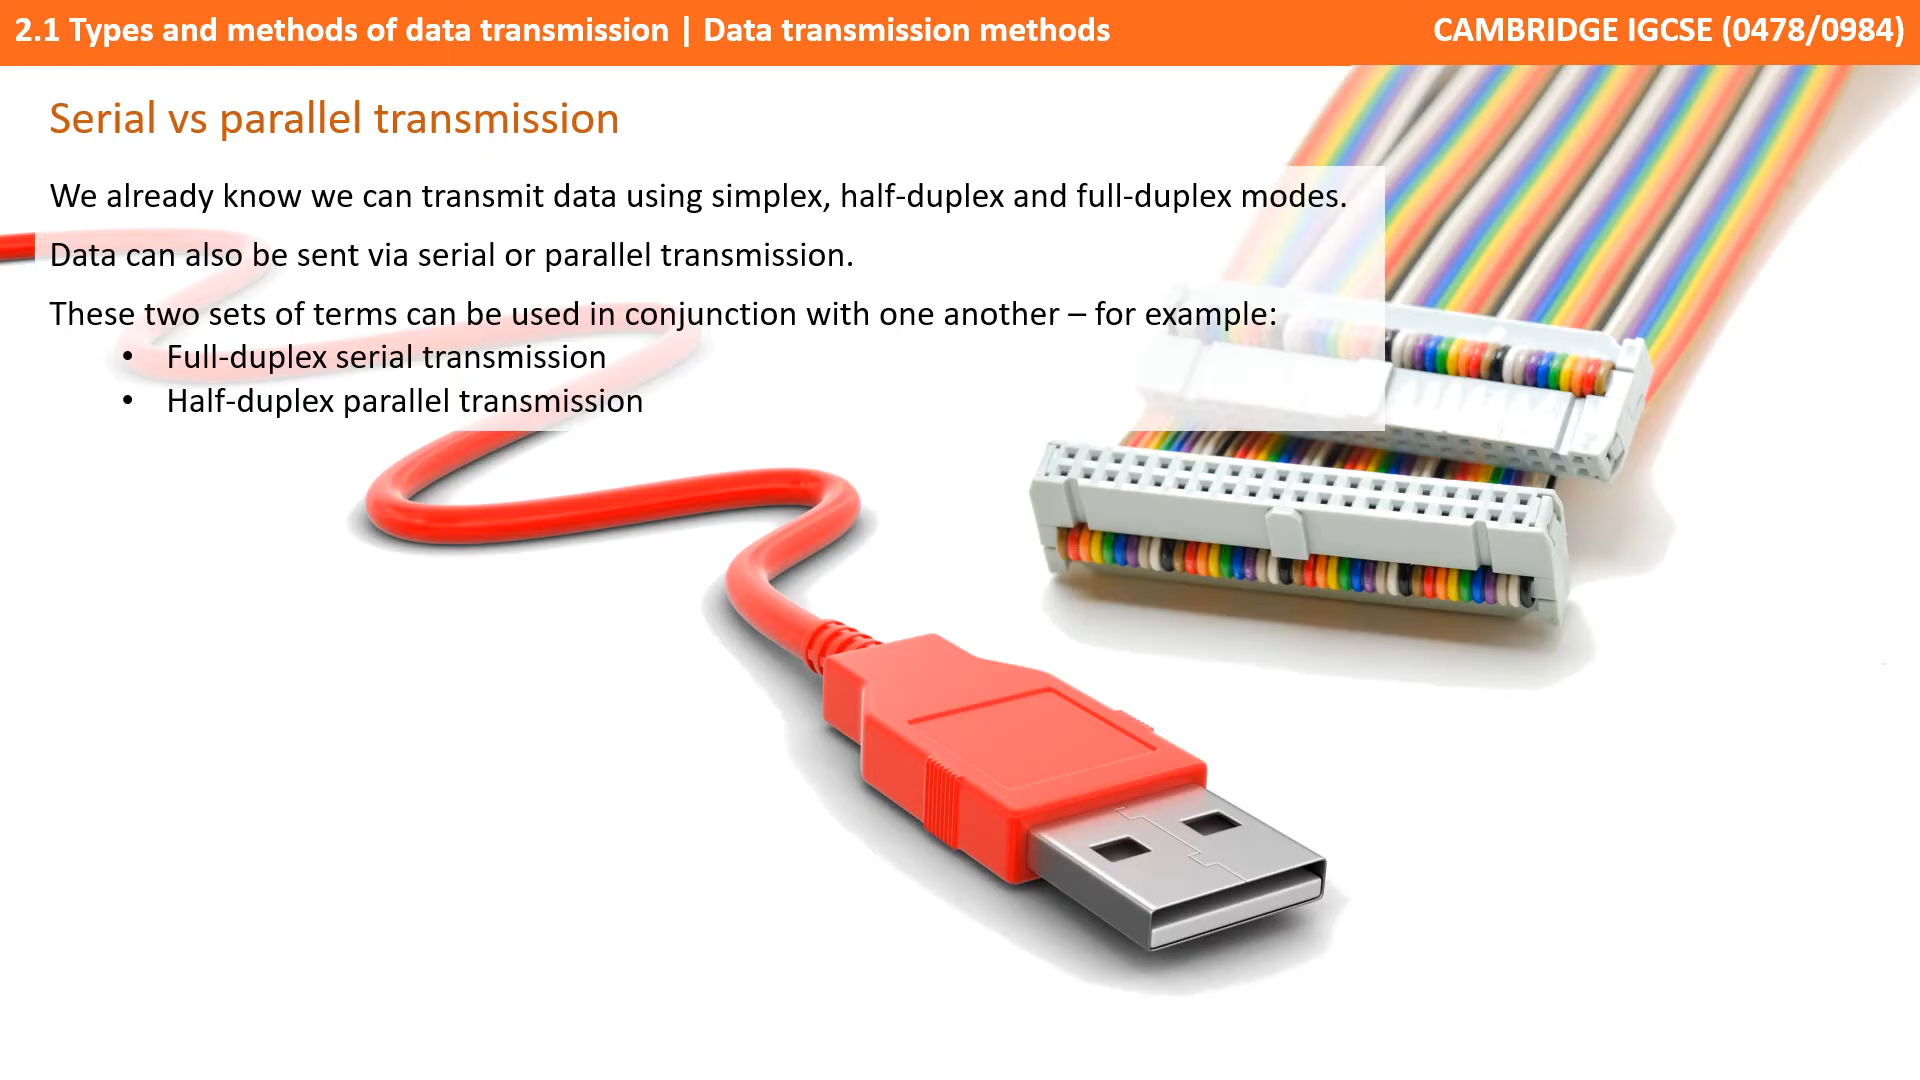 2.1 Types and methods of data transmission | Data transmission methods
CAMBRIDGE IGCSE (0478/0984)
Serial vs parallel transmission
We already know we can transmit data using simplex, half-duplex and full-duplex modes.
Data can also be sent via serial or parallel transmission.
These two sets of terms can be used in conjunction with one another – for example:
• Full-duplex serial transmission
• Half-duplex parallel transmission